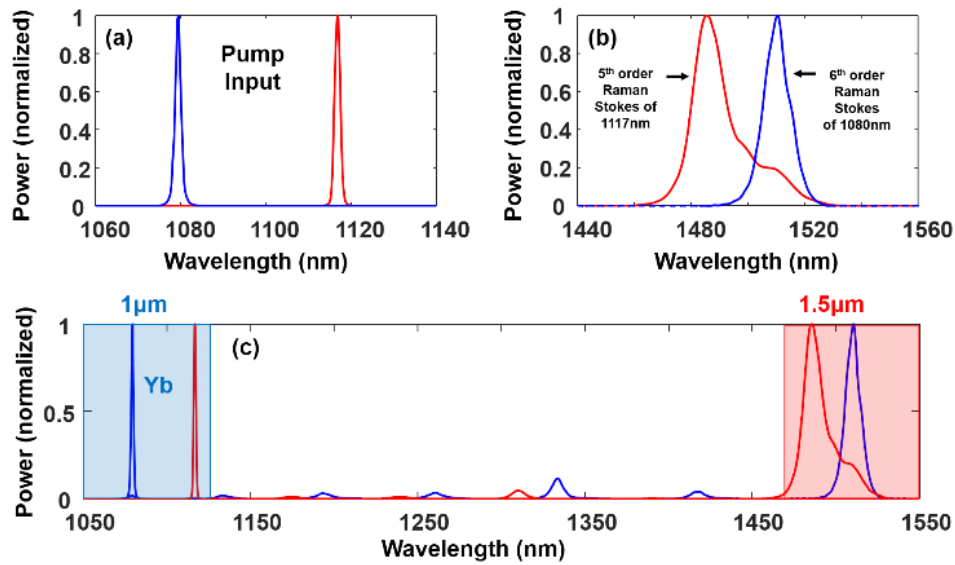 (a)
Pump
Input
Power (normalized)
1
0.8
0.6
0.4
0.2
0
1060
1080
1100
1120
1140
Wavelength (nm)
(b)
5th order
Raman
Stokes of
1117nm
6th order
Raman
Stokes
of 1080nm
Power (normalized)
1
0.8
0.6
0.4
0.2
0
1440
1480
1520
1560
Wavelength (nm)
1µm
1.5µm
(c)
Yb
Power (normalized)
1
0.5
0
1050
1150
1250
1350
1450
1550
Wavelength (nm)